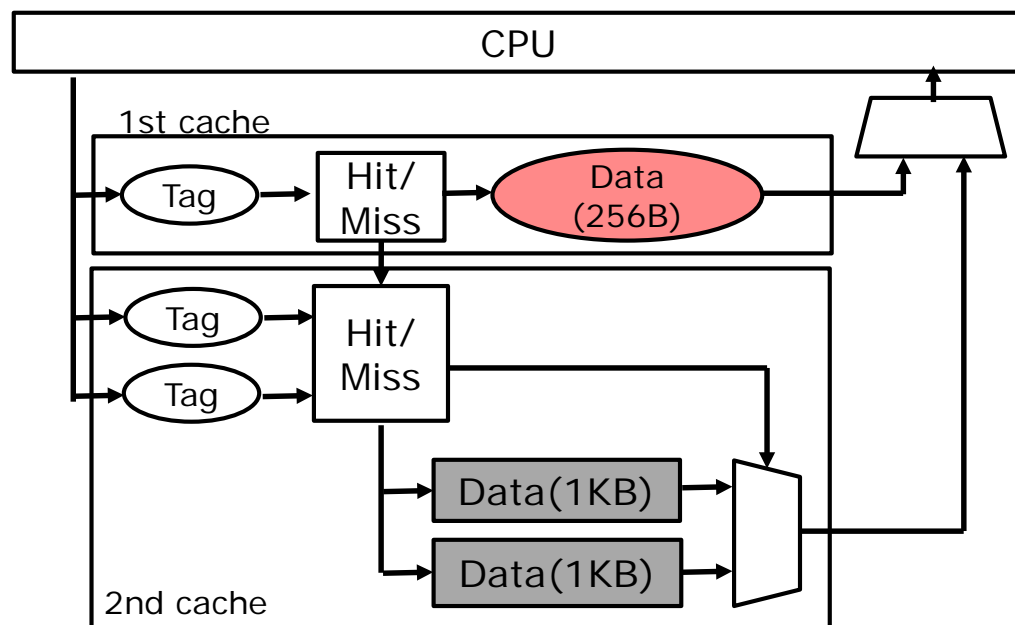 CPU
1st cache
Tag
Hit/
Miss
Data
(256B)
Tag
Tag
Hit/
Miss
Data(1KB)
Data(1KB)
2nd cache